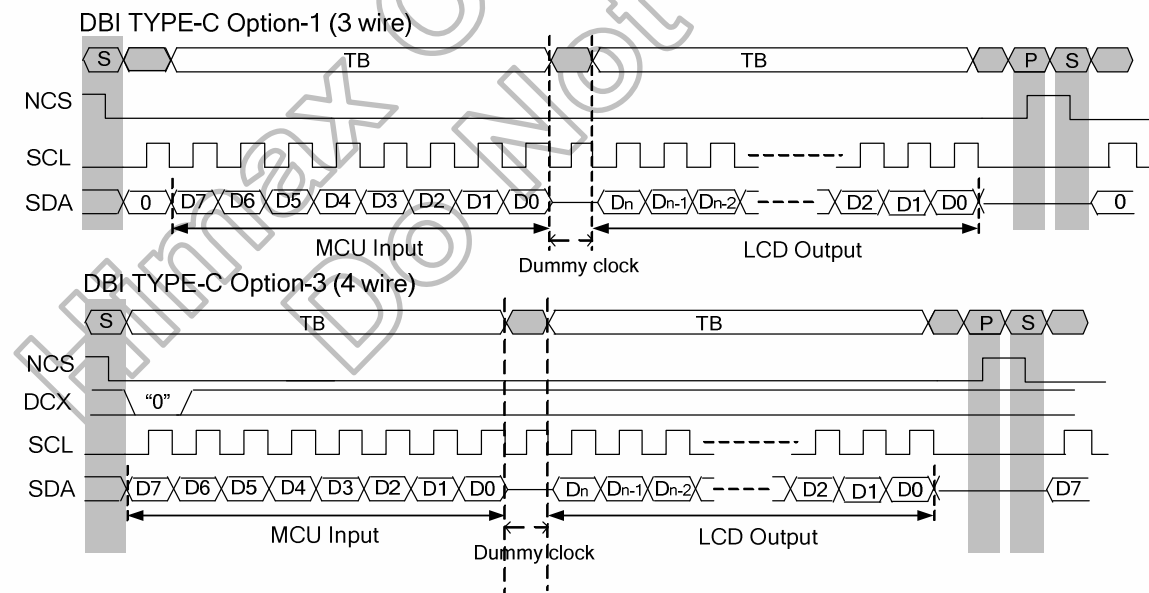 DBI TYPE-C Option-1 (3 wire)
S TB TB P S
NCS
SCL
SDA 0 D7 D6 D5 D4 D3 D2 D1 D0 Dn Dn-1 Dn-2 D2 D1 D0 0
MCU Input Dummy clock LCD Output
DBI TYPE-C Option-3 (4 wire)
S TB TB P S
NCS
DCX "0"
SCL
SDA D7 D6 D5 D4 D3 D2 D1 D0 Dn Dn-1 Dn-2 D2 D1 D0 D7
MCU Input Dummy clock LCD Output
Himax
Do Not